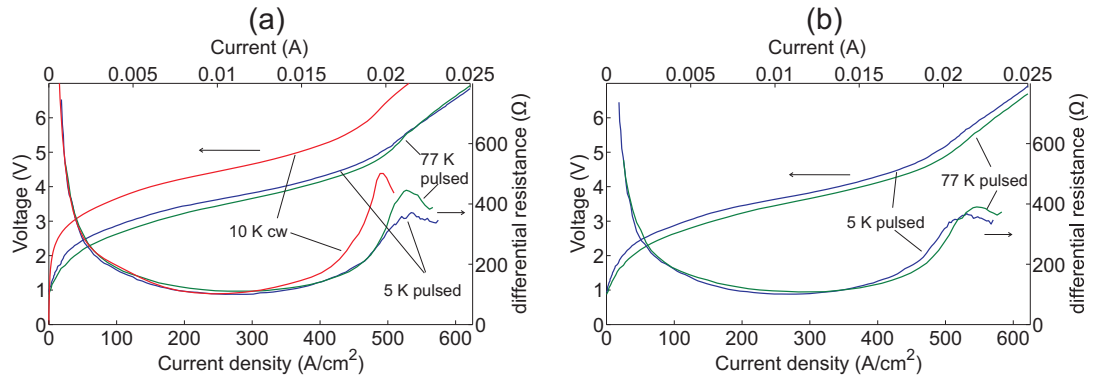 (a)
Current (A)
0 0.005 0.01 0.015 0.02 0.025
Voltage (V)
6
5
4
3
2
1
0
differential resistance (Ω)
600
400
200
0
77 K
pulsed
10 K cw
5 K pulsed
0 100 200 300 400 500 600
Current density (A/cm²)
(b)
Current (A)
0 0.005 0.01 0.015 0.02 0.025
Voltage (V)
6
5
4
3
2
1
0
differential resistance (Ω)
600
400
200
0
77 K pulsed
5 K pulsed
0 100 200 300 400 500 600
Current density (A/cm²)